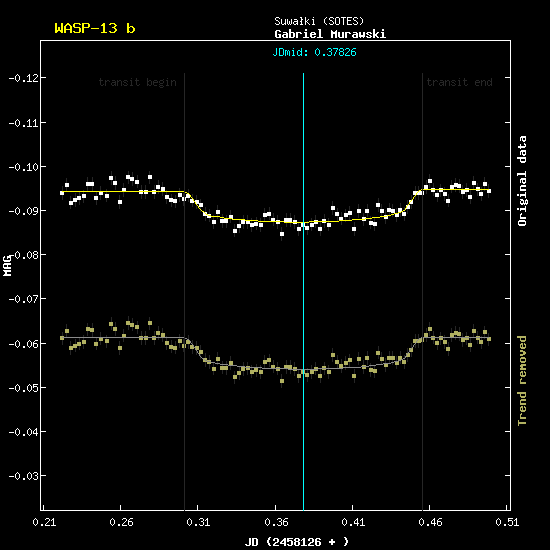 WASP-13 b
Suwałki (SOTES)
Gabriel Murawski
JDmid: 0.37826
transit begin
transit end
-0.12
-0.11
-0.10
-0.09
-0.08
-0.07
-0.06
-0.05
-0.04
-0.03
MAG
Original data
Trend removed
0.21 0.26 0.31 0.36 0.41 0.46 0.51
JD (2458126 + )